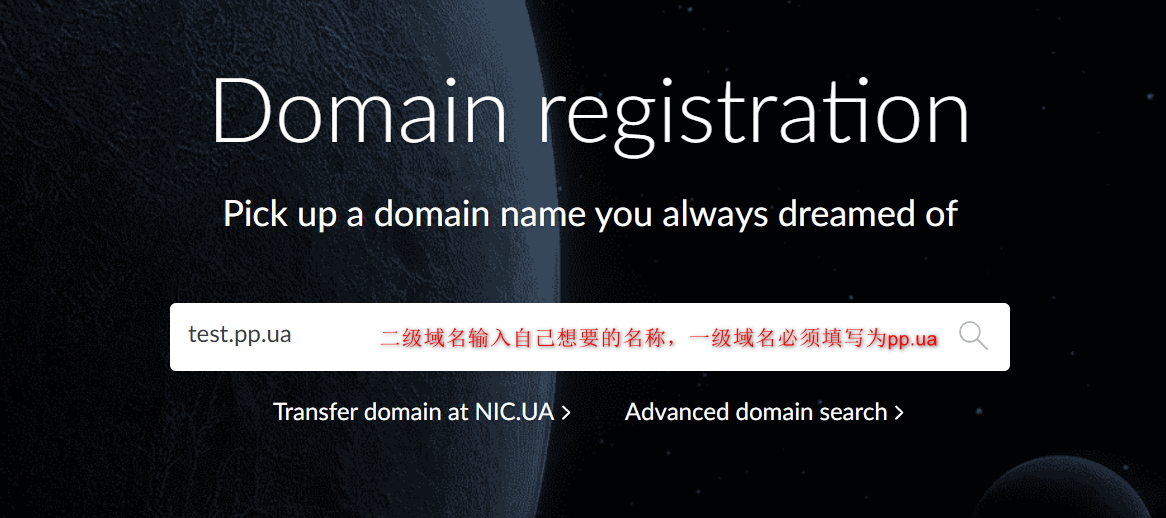 Domain registration
Pick up a domain name you always dreamed of
test.pp.ua 二级域名输入自己想要的名称，一级域名必须填写为pp.ua
Transfer domain at NIC.UA > Advanced domain search >